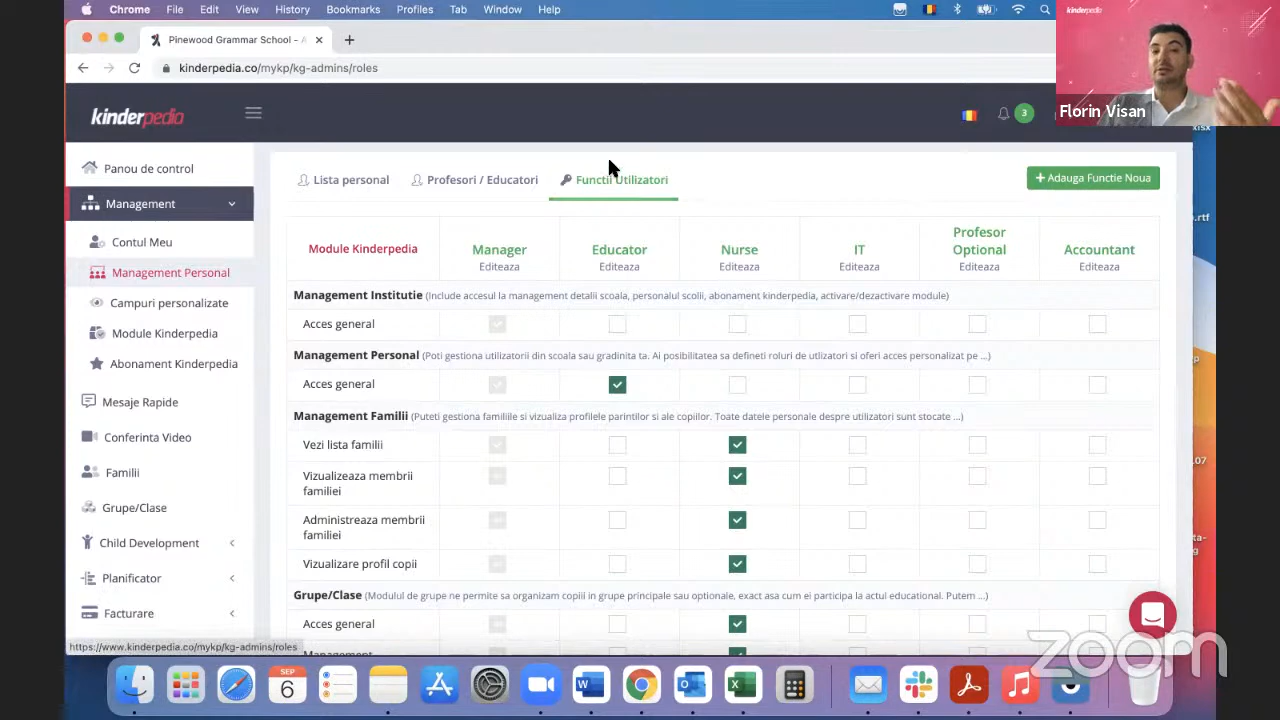 Chrome File Edit View History Bookmarks Profiles Tab Window Help
Pinewood Grammar School - A
kinderpedia.co/mykp/kg-admins/roles
kinderpedia
Florin Visan
kinderpedia
3
Panou de control
Management
Contul Meu
Management Personal
Campuri personalizate
Module Kinderpedia
Abonament Kinderpedia
Mesaje Rapide
Conferinta Video
Familii
Grupe/Clase
Child Development
Planificator
Facturare
https://www.kinderpedia.co/mykp/kg-admins/roles
Lista personal Profesori / Educatori Functii Utilizatori
+ Adauga Functie Noua
Module Kinderpedia Manager Educator Nurse IT Profesor Optional Accountant
Editeaza Editeaza Editeaza Editeaza Editeaza Editeaza
Management Institutie (Include accesul la management detalii scoala, personalul scolii, abonament kinderpedia, activare/dezactivare module)
Acces general
Management Personal (Poti gestiona utilizatorii din scoala sau gradinita ta. Ai posibilitatea sa definiti roluri de utlizatori si oferi acces personalizat pe ...)
Acces general
Management Familii (Puteti gestiona familiile si vizualiza profilele parintilor si ale copiilor. Toate datele personale despre utilizatori sunt stocate ...)
Vezi lista familii
Vizualizeaza membrii
familiei
Administreaza membrii
familiei
Vizualizare profil copii
Grupe/Clase (Modulul de grupe ne permite sa organizam copiii in grupe principale sau optionale, exact asa cum ei participa la actul educational. Putem ...)
Acces general
Management
xlsx
.rtf
.07
SEP
6
zoom